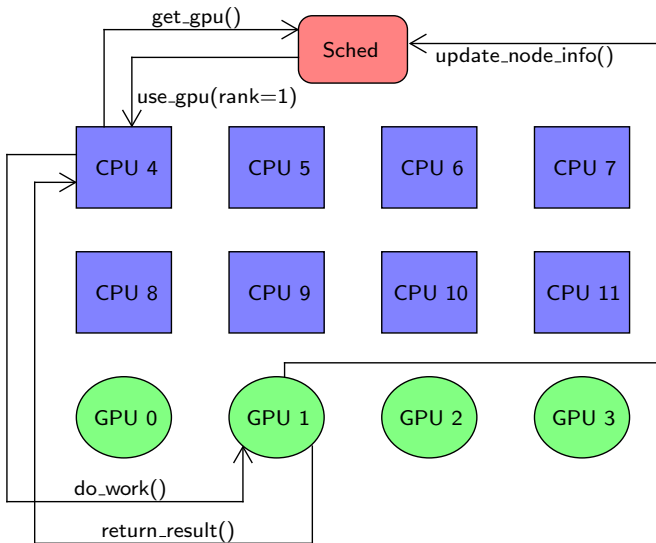 get_gpu()
Sched
update_node_info()
use_gpu(rank=1)
CPU 4
CPU 5
CPU 6
CPU 7
CPU 8
CPU 9
CPU 10
CPU 11
GPU 0
GPU 1
GPU 2
GPU 3
do_work()
return_result()